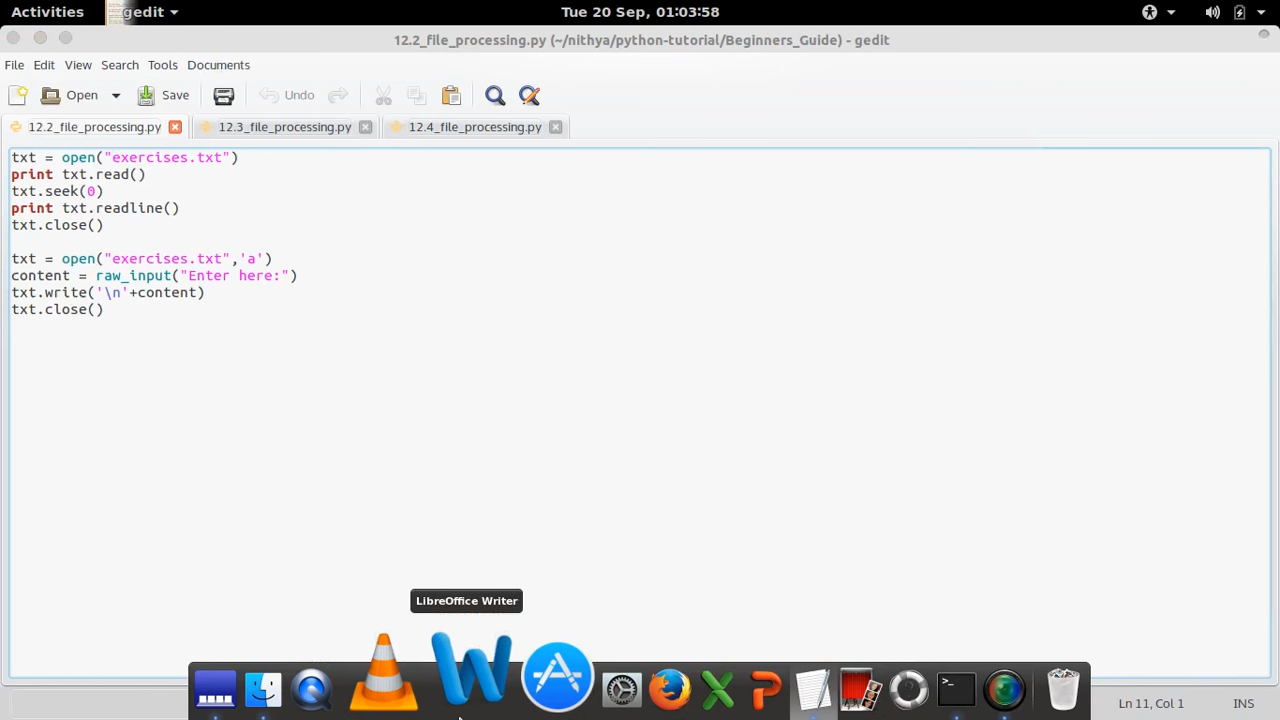 Activities gedit Tue 20 Sep, 01:03:58
12.2_file_processing.py (~/nithya/python-tutorial/Beginners_Guide) - gedit
File Edit View Search Tools Documents
Open Save Undo
12.2_file_processing.py 12.3_file_processing.py 12.4_file_processing.py
txt = open("exercises.txt")
print txt.read()
txt.seek(0)
print txt.readline()
txt.close()
txt = open("exercises.txt",'a')
content = raw_input("Enter here:")
txt.write('\n'+content)
txt.close()
LibreOffice Writer
Ln 11, Col 1 INS